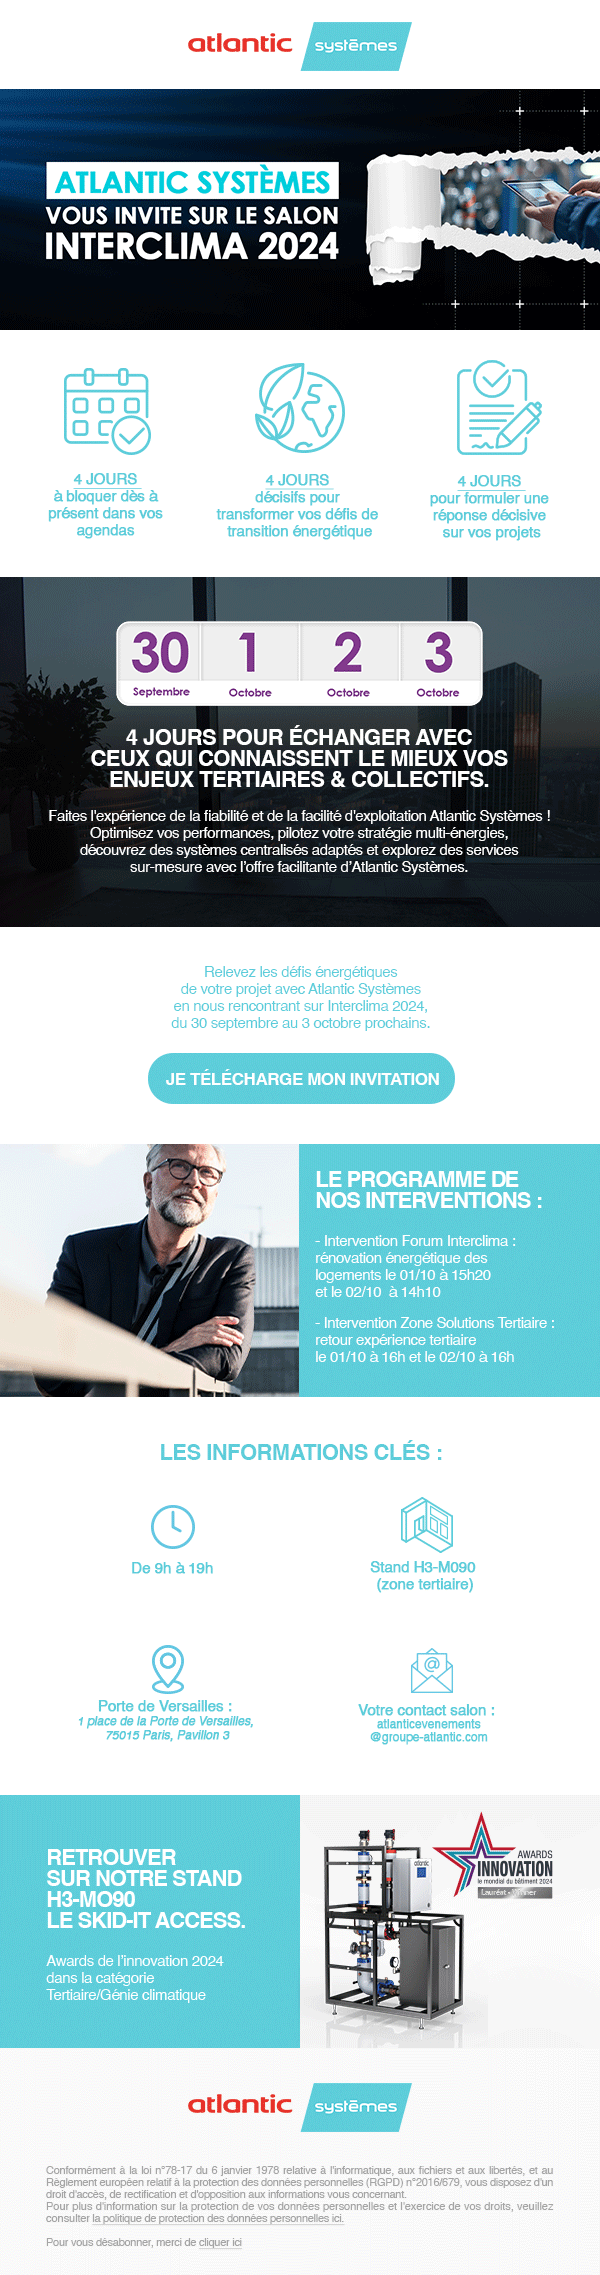 atlantic systèmes
ATLANTIC SYSTÈMES
VOUS INVITE SUR LE SALON
INTERCLIMA 2024
4 JOURS
à bloquer dès à
présent dans vos
agendas
4 JOURS
décisifs pour
transformer vos défis de
transition énergétique
4 JOURS
pour formuler une
réponse décisive
sur vos projets
30 1 2 3
Septembre Octobre Octobre Octobre
4 JOURS POUR ÉCHANGER AVEC
CEUX QUI CONNAISSENT LE MIEUX VOS
ENJEUX TERTIAIRES & COLLECTIFS.
Faites l'expérience de la fiabilité et de la facilité d'exploitation Atlantic Systèmes !
Optimisez vos performances, pilotez votre stratégie multi-énergies,
découvrez des systèmes centralisés adaptés et explorez des services
sur-mesure avec l'offre facilitante d'Atlantic Systèmes.
Relevez les défis énergétiques
de votre projet avec Atlantic Systèmes
en nous rencontrant sur Interclima 2024,
du 30 septembre au 3 octobre prochains.
JE TÉLÉCHARGE MON INVITATION
LE PROGRAMME DE
NOS INTERVENTIONS :
- Intervention Forum Interclima :
rénovation énergétique des
logements le 01/10 à 15h20
et le 02/10 à 14h10
- Intervention Zone Solutions Tertiaire :
retour expérience tertiaire
le 01/10 à 16h et le 02/10 à 16h
LES INFORMATIONS CLÉS :
De 9h à 19h
Stand H3-M090
(zone tertiaire)
Porte de Versailles :
1 place de la Porte de Versailles,
75015 Paris, Pavillon 3
Votre contact salon :
atlanticevenements
@groupe-atlantic.com
RETROUVER
SUR NOTRE STAND
H3-MO90
LE SKID-IT ACCESS.
Awards de l'innovation 2024
dans la catégorie
Tertiaire/Génie climatique
atlantic
AWARDS
INNOVATION
le mondial du bâtiment 2024
Lauréat - Winner
atlantic systèmes
Conformément à la loi n°78-17 du 6 janvier 1978 relative à l'informatique, aux fichiers et aux libertés, et au
Règlement européen relatif à la protection des données personnelles (RGPD) n°2016/679, vous disposez d'un
droit d'accès, de rectification et d'opposition aux informations vous concernant.
Pour plus d'information sur la protection de vos données personnelles et l'exercice de vos droits, veuillez
consulter la politique de protection des données personnelles ici.
Pour vous désabonner, merci de cliquer ici